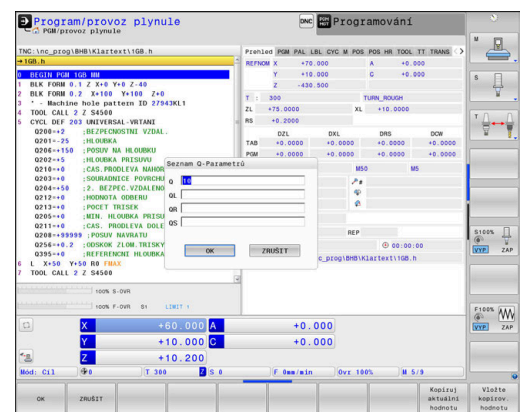 Program/provoz plynule
PGM/provoz plynule
DNC
Programování
TNC:\nc_prog\BHB\Klartext\1GB.h
→1GB.h
0 BEGIN PGM 1GB MM
1 BLK FORM 0.1 Z X+0 Y+0 Z-40
2 BLK FORM 0.2 X+100 Y+100 Z+0
3 * - Machine hole pattern ID 27943KL1
4 TOOL CALL 2 Z S4500
5 CYCL DEF 203 UNIVERSAL-VRTANI
Q200=+2 ;BEZPECNOSTNI VZDAL.
Q201=-25 ;HLOUBKA
Q206=+150 ;POSUV NA HLOUBKU
Q202=+5 ;HLOUBKA PRISUVU
Q210=+0 ;CAS.PRODLEVA NAHOR
Q203=+0 ;SOURADNICE POVRCHU
Q204=+50 ;2. BEZPEC.VZDALENO
Q212=+0 ;HODNOTA ODBERU
Q213=+0 ;POCET TRISEK
Q205=+0 ;MIN. HLOUBKA PRISU
Q211=+0 ;CAS. PRODLEVA DOLE
Q208=+99999 ;POSUV NAVRATU
Q256=+0.2 ;ODSKOK ZLOM.TRISKY
Q395=+0 ;REFERENCNI HLOUBKA
6 L X+50 Y+50 R0 FMAX
7 TOOL CALL 2 Z S4500
100% S-OVR
100% F-OVR S1 LIMIT 1
Přehled PGM PAL LBL CYC M POS POS HR TOOL TT TRANS
REFNOM X +70.000 A +0.000
Y +10.000 C +0.000
Z -430.500
T : 300 TURN_ROUGH
ZL +75.0000 XL +10.0000
RS +0.2000
DZL DXL DRS DCW
TAB +0.0000 +0.0000 +0.0000 +0.0000
PGM +0.0000 +0.0000 +0.0000 +0.0000
M50 M5
REP
00:00:00
c_prog\BHB\Klartext\1GB.h
Seznam Q-Parametrů
Q 10
QL
QR
QS
OK
ZRUŠIT
X +60.000 A +0.000
Y +10.000 C +0.000
Z +10.200
Mód: Cíl 0 T 300 Z S 0 F 0mm/min Ovr 100% M 5/9
OK
ZRUŠIT
Kopíruj aktuální hodnotu
Vložte kopírov. hodnotu
M
S
T
S100%
VYP ZAP
F100%
VYP ZAP